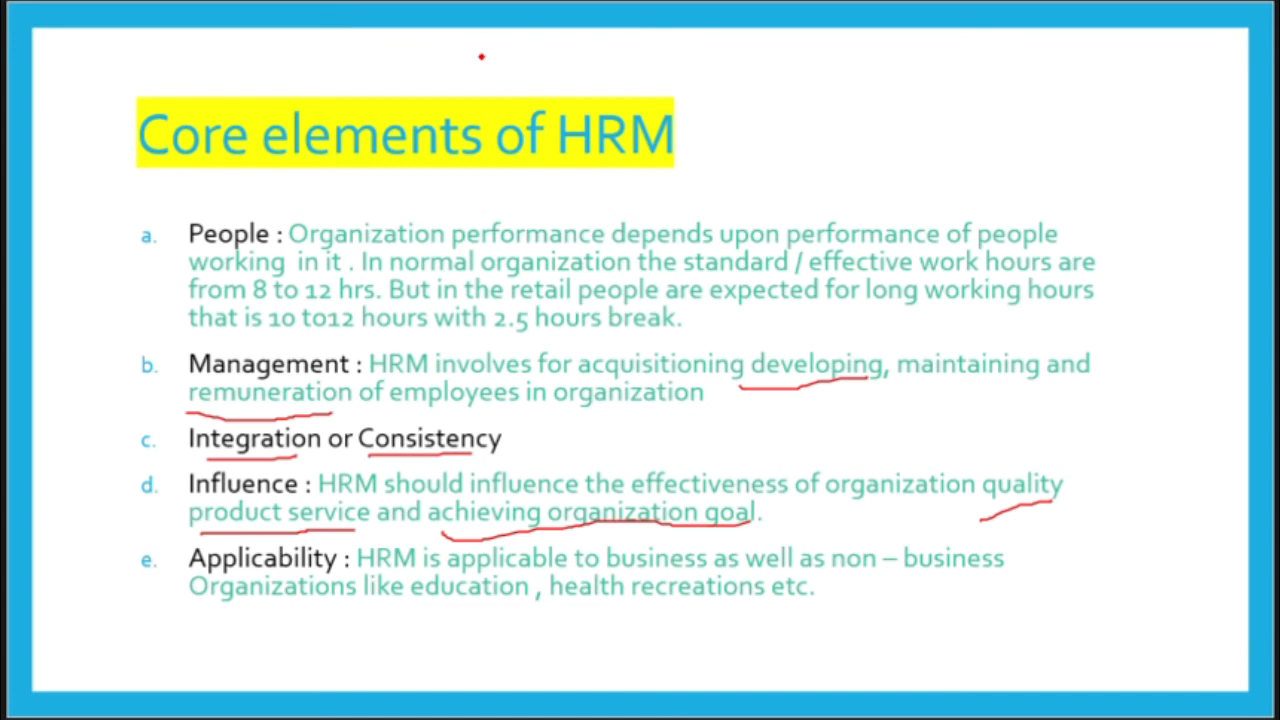 Core elements of HRM
a. People : Organization performance depends upon performance of people
working in it . In normal organization the standard / effective work hours are
from 8 to 12 hrs. But in the retail people are expected for long working hours
that is 10 to12 hours with 2.5 hours break.
b. Management : HRM involves for acquisitioning developing, maintaining and
remuneration of employees in organization
c. Integration or Consistency
d. Influence : HRM should influence the effectiveness of organization quality
product service and achieving organization goal.
e. Applicability : HRM is applicable to business as well as non – business
Organizations like education , health recreations etc.